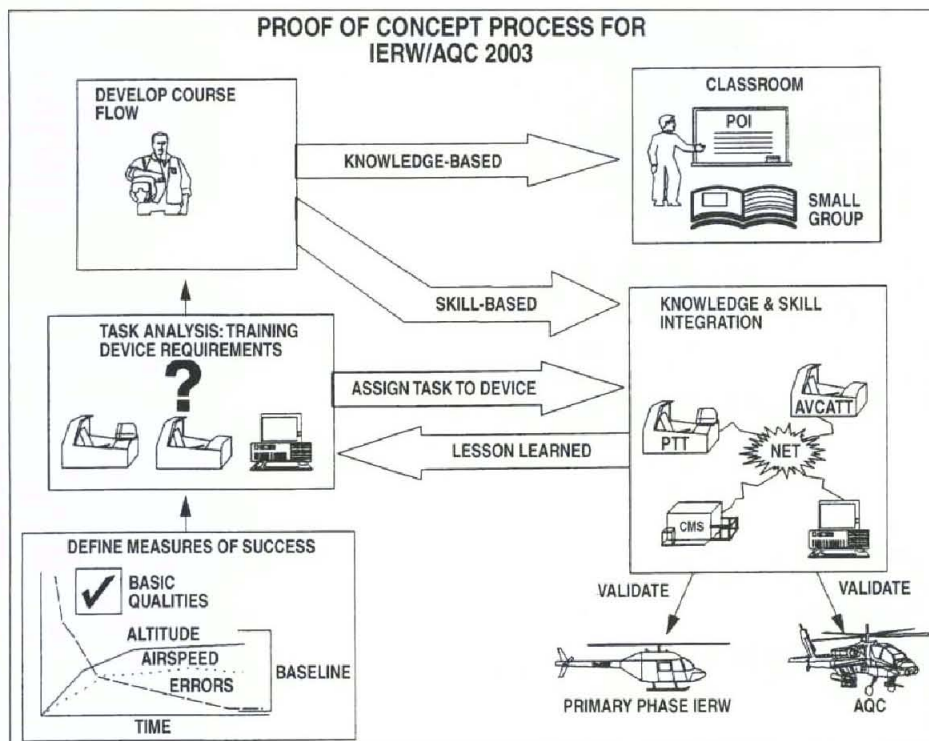 PROOF OF CONCEPT PROCESS FOR
IERW/AQC 2003
DEVELOP COURSE
FLOW
KNOWLEDGE-BASED
CLASSROOM
POI
SMALL
GROUP
SKILL-BASED
TASK ANALYSIS: TRAINING
DEVICE REQUIREMENTS
?
ASSIGN TASK TO DEVICE
LESSON LEARNED
KNOWLEDGE & SKILL
INTEGRATION
AVCATT
PTT
NET
CMS
DEFINE MEASURES OF SUCCESS
BASIC
QUALITIES
ALTITUDE
AIRSPEED
ERRORS
BASELINE
TIME
VALIDATE
VALIDATE
PRIMARY PHASE IERW
AQC